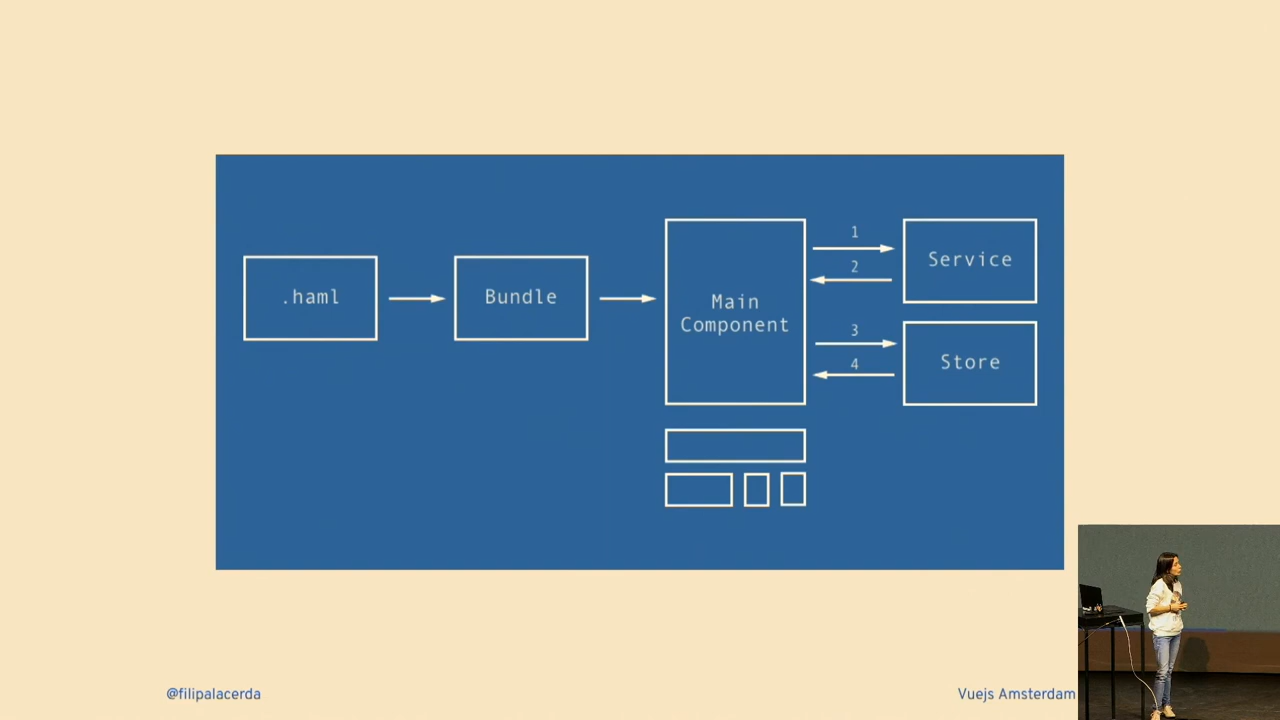 .haml
Bundle
Main
Component
1
2
3
4
Service
Store
@filipalacerda
Vuejs Amsterdam